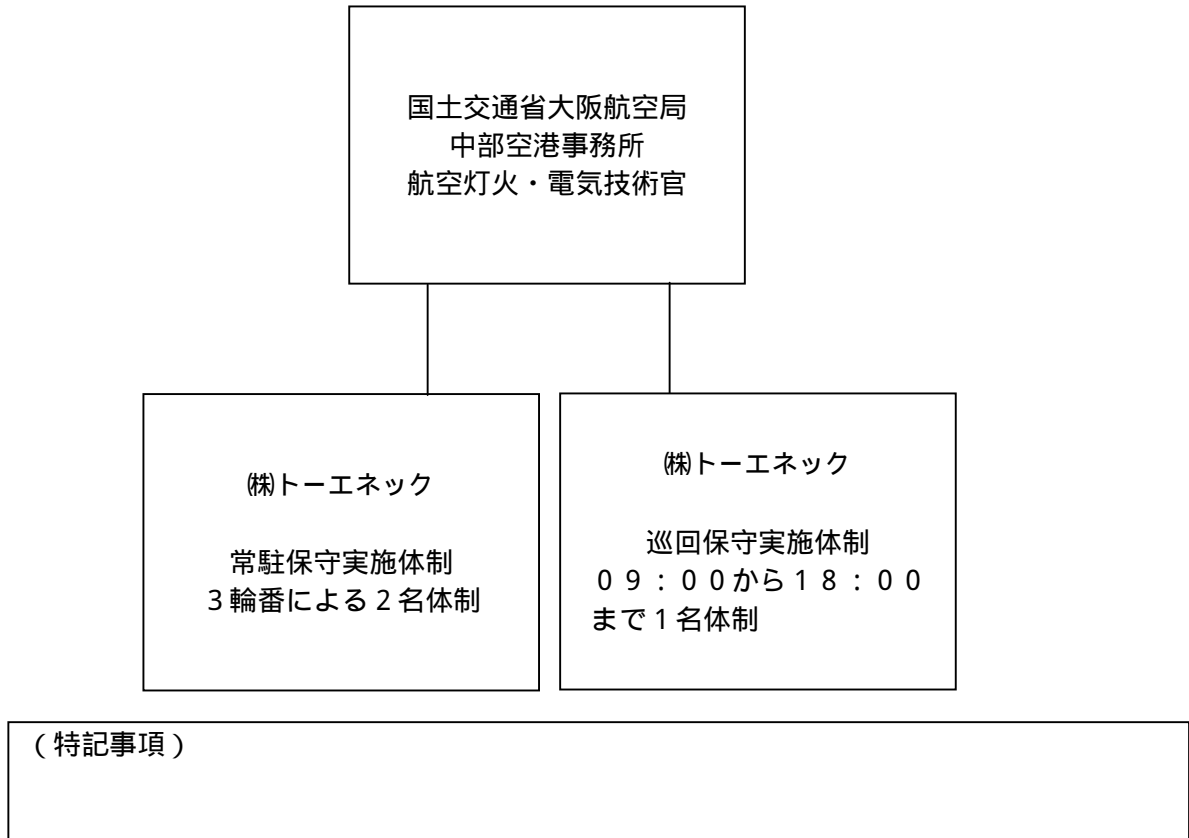 国土交通省大阪航空局
中部空港事務所
航空灯火・電気技術官
㈱トーエネック
常駐保守実施体制
3輪番による2名体制
㈱トーエネック
巡回保守実施体制
09:00から18:00
まで1名体制
(特記事項)